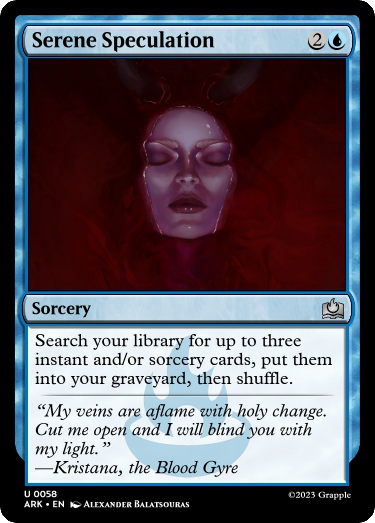 Serene Speculation 2
Sorcery
Search your library for up to three
instant and/or sorcery cards, put them
into your graveyard, then shuffle.
“My veins are aflame with holy change.
Cut me open and I will blind you with
my light.”
—Kristana, the Blood Gyre
U 0058
ARK • EN Alexander Balatsouras
©2023 Grapple